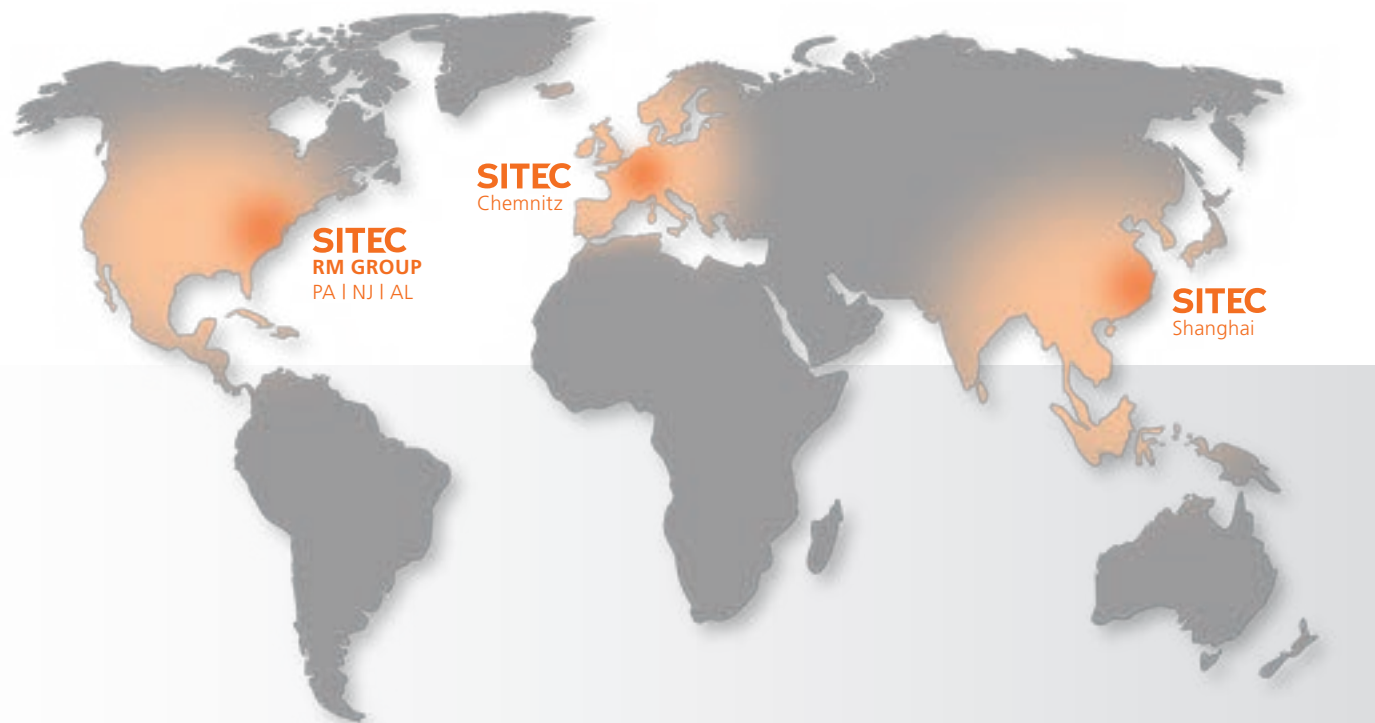 SITEC
Chemnitz
SITEC
RM GROUP
PA | NJ | AL
SITEC
Shanghai